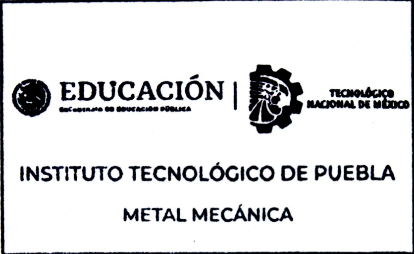 EDUCACIÓN
SECRETARÍA DE EDUCACIÓN PÚBLICA
TECNOLÓGICO
NACIONAL DE MÉXICO
INSTITUTO TECNOLÓGICO DE PUEBLA
METAL MECÁNICA